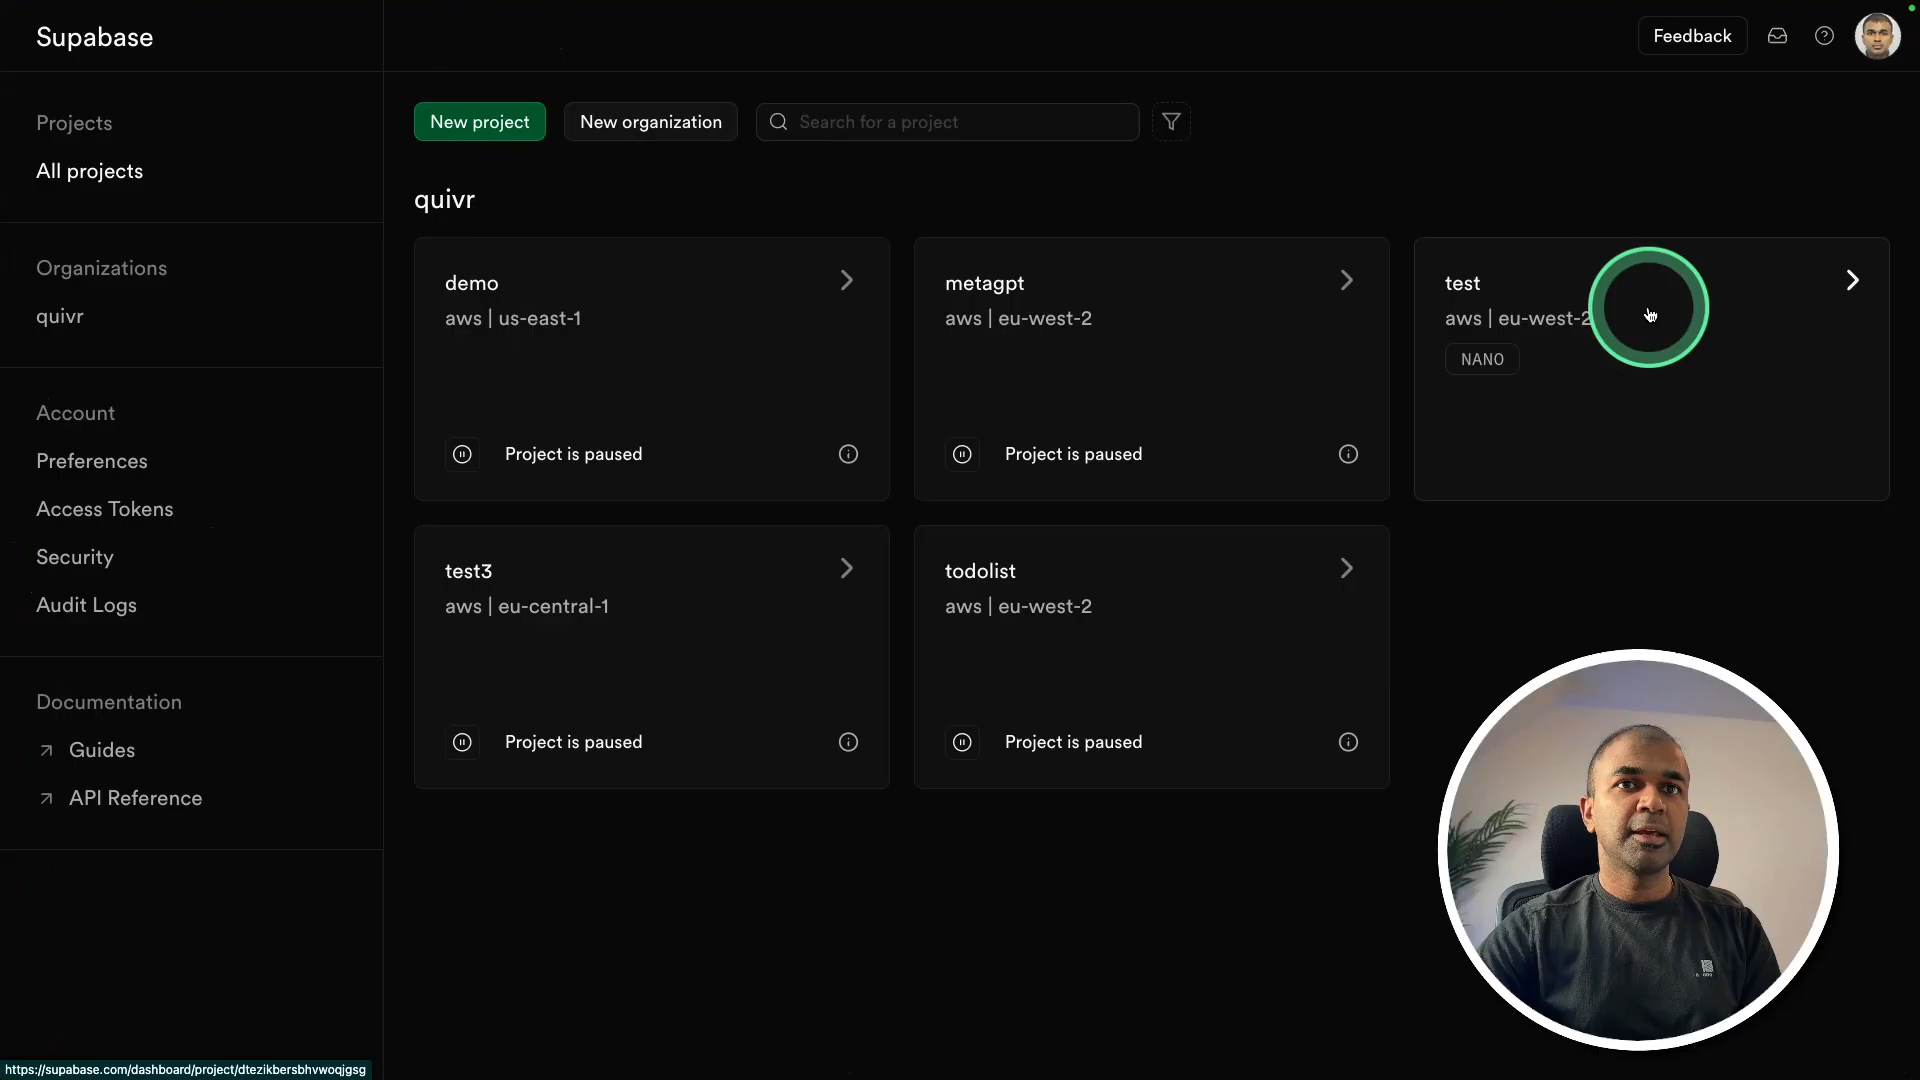 Supabase
Feedback
Projects
All projects
Organizations
quivr
Account
Preferences
Access Tokens
Security
Audit Logs
Documentation
Guides
API Reference
New project
New organization
Search for a project
quivr
demo
aws | us-east-1
Project is paused
metagpt
aws | eu-west-2
Project is paused
test
aws | eu-west-2
NANO
test3
aws | eu-central-1
Project is paused
todolist
aws | eu-west-2
Project is paused
https://supabase.com/dashboard/project/dtezikbersbhvwoqjgsg